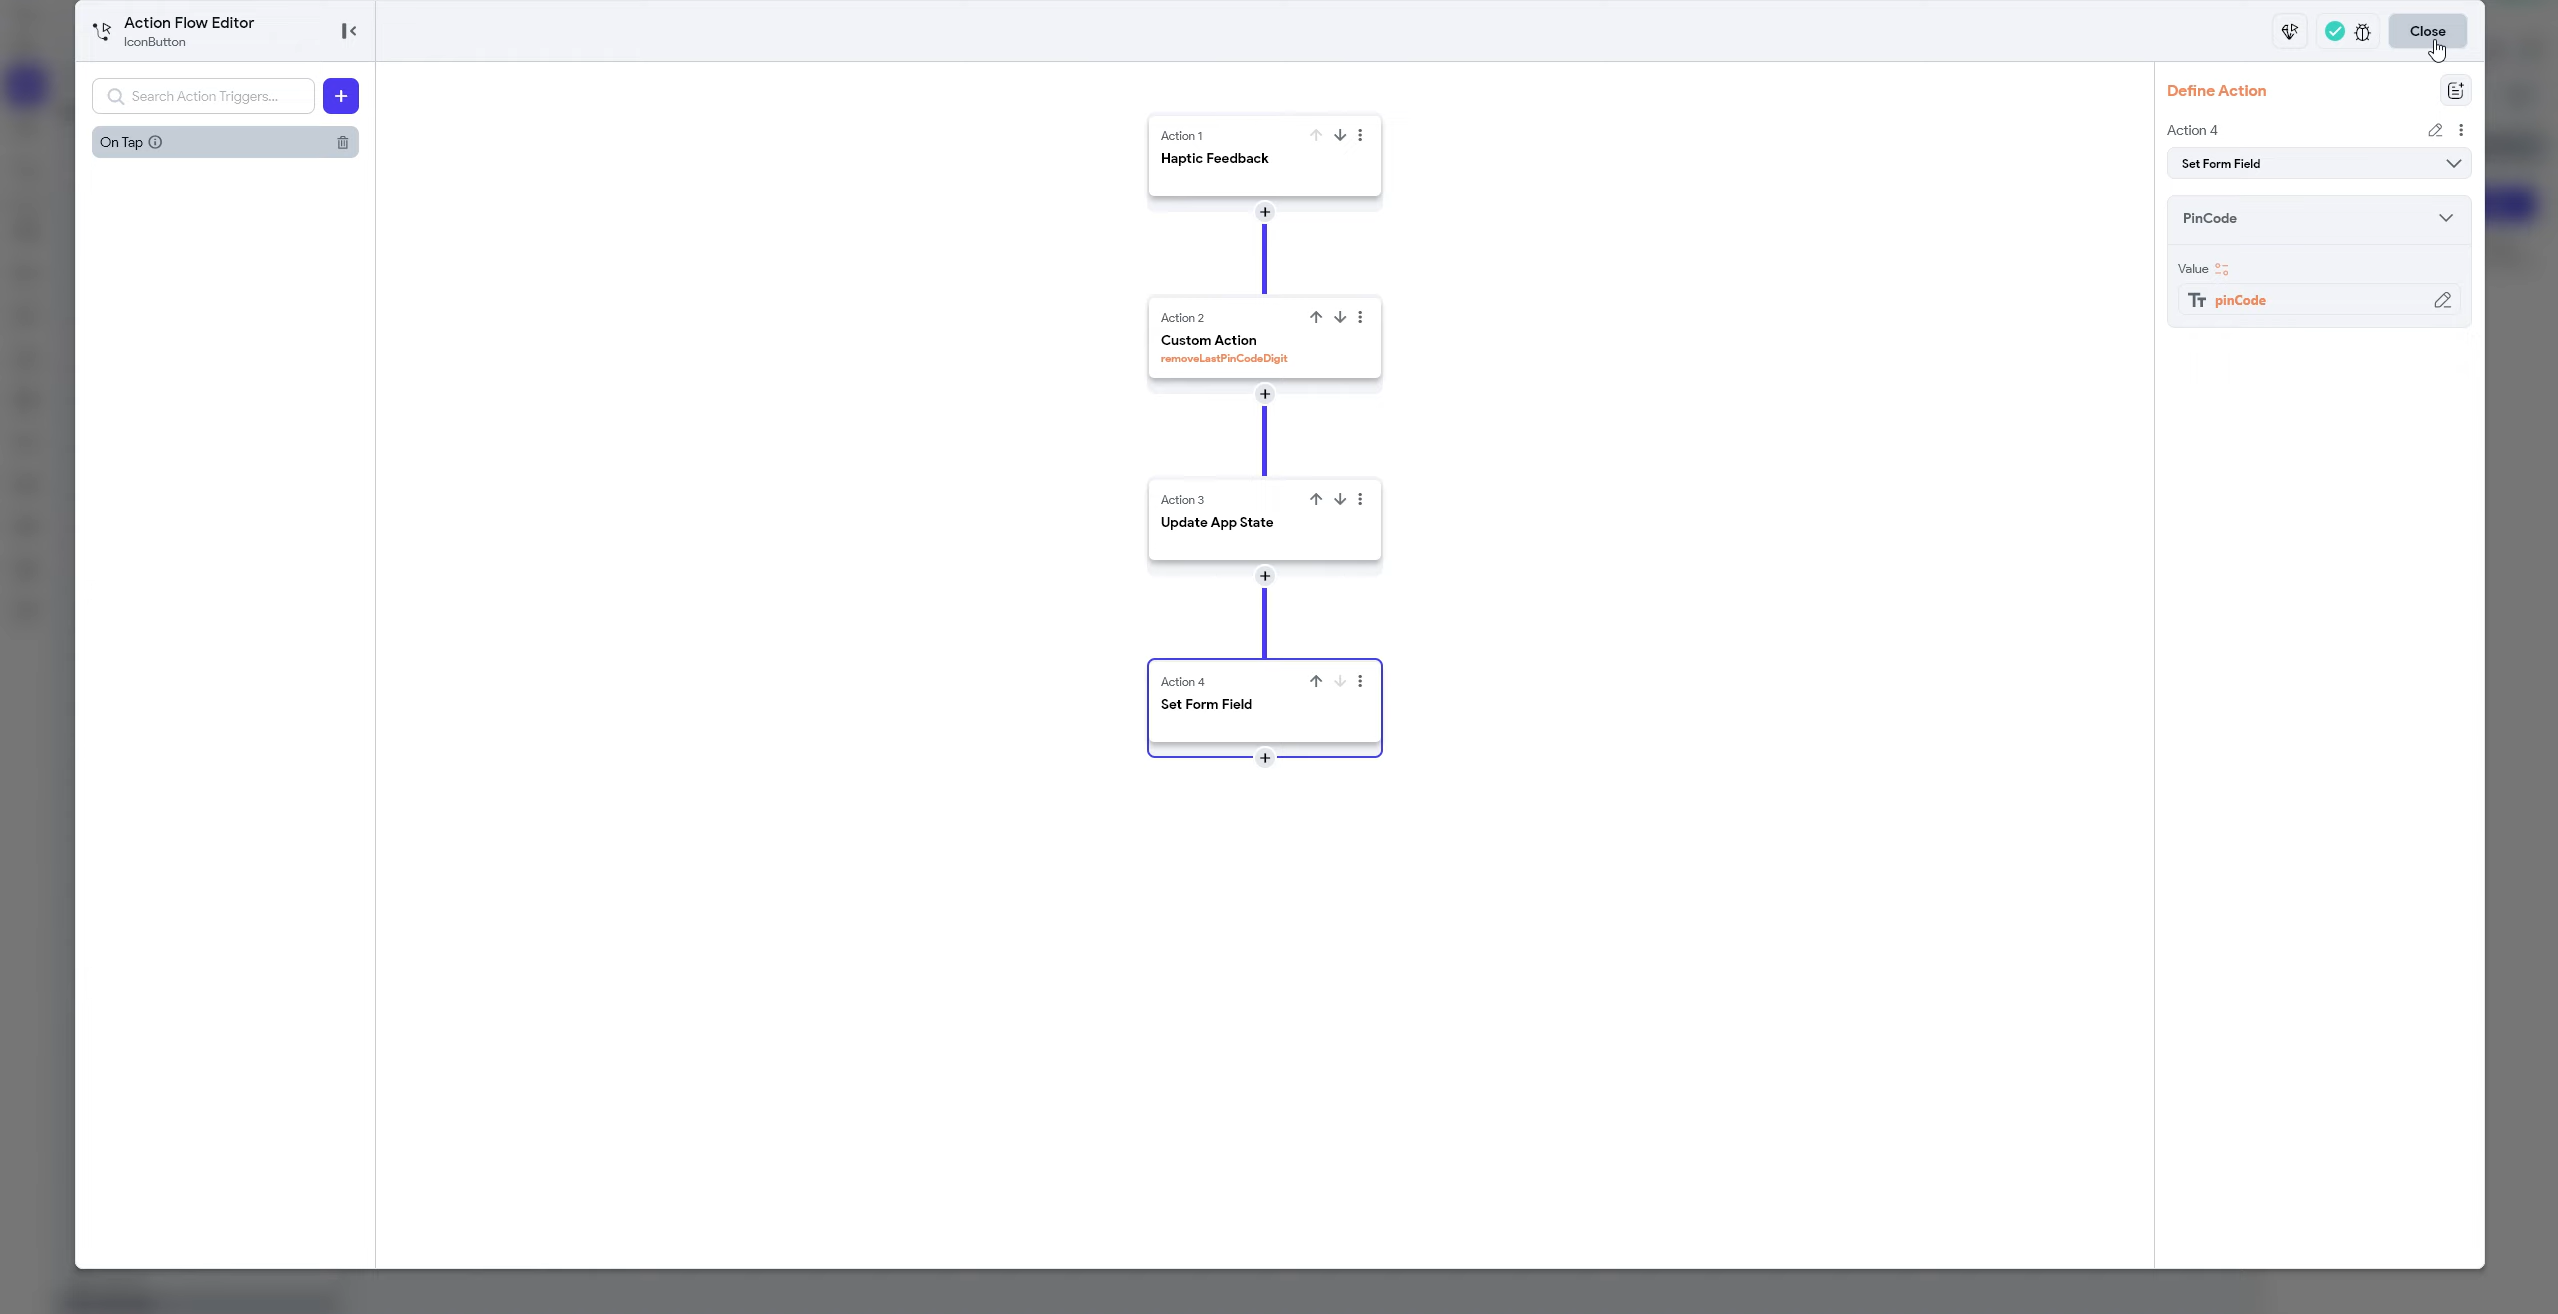 Action Flow Editor
IconButton
Close
Search Action Triggers...
On Tap
Action 1
Haptic Feedback
Action 2
Custom Action
removeLastPinCodeDigit
Action 3
Update App State
Action 4
Set Form Field
Define Action
Action 4
Set Form Field
PinCode
Value
Tт pinCode